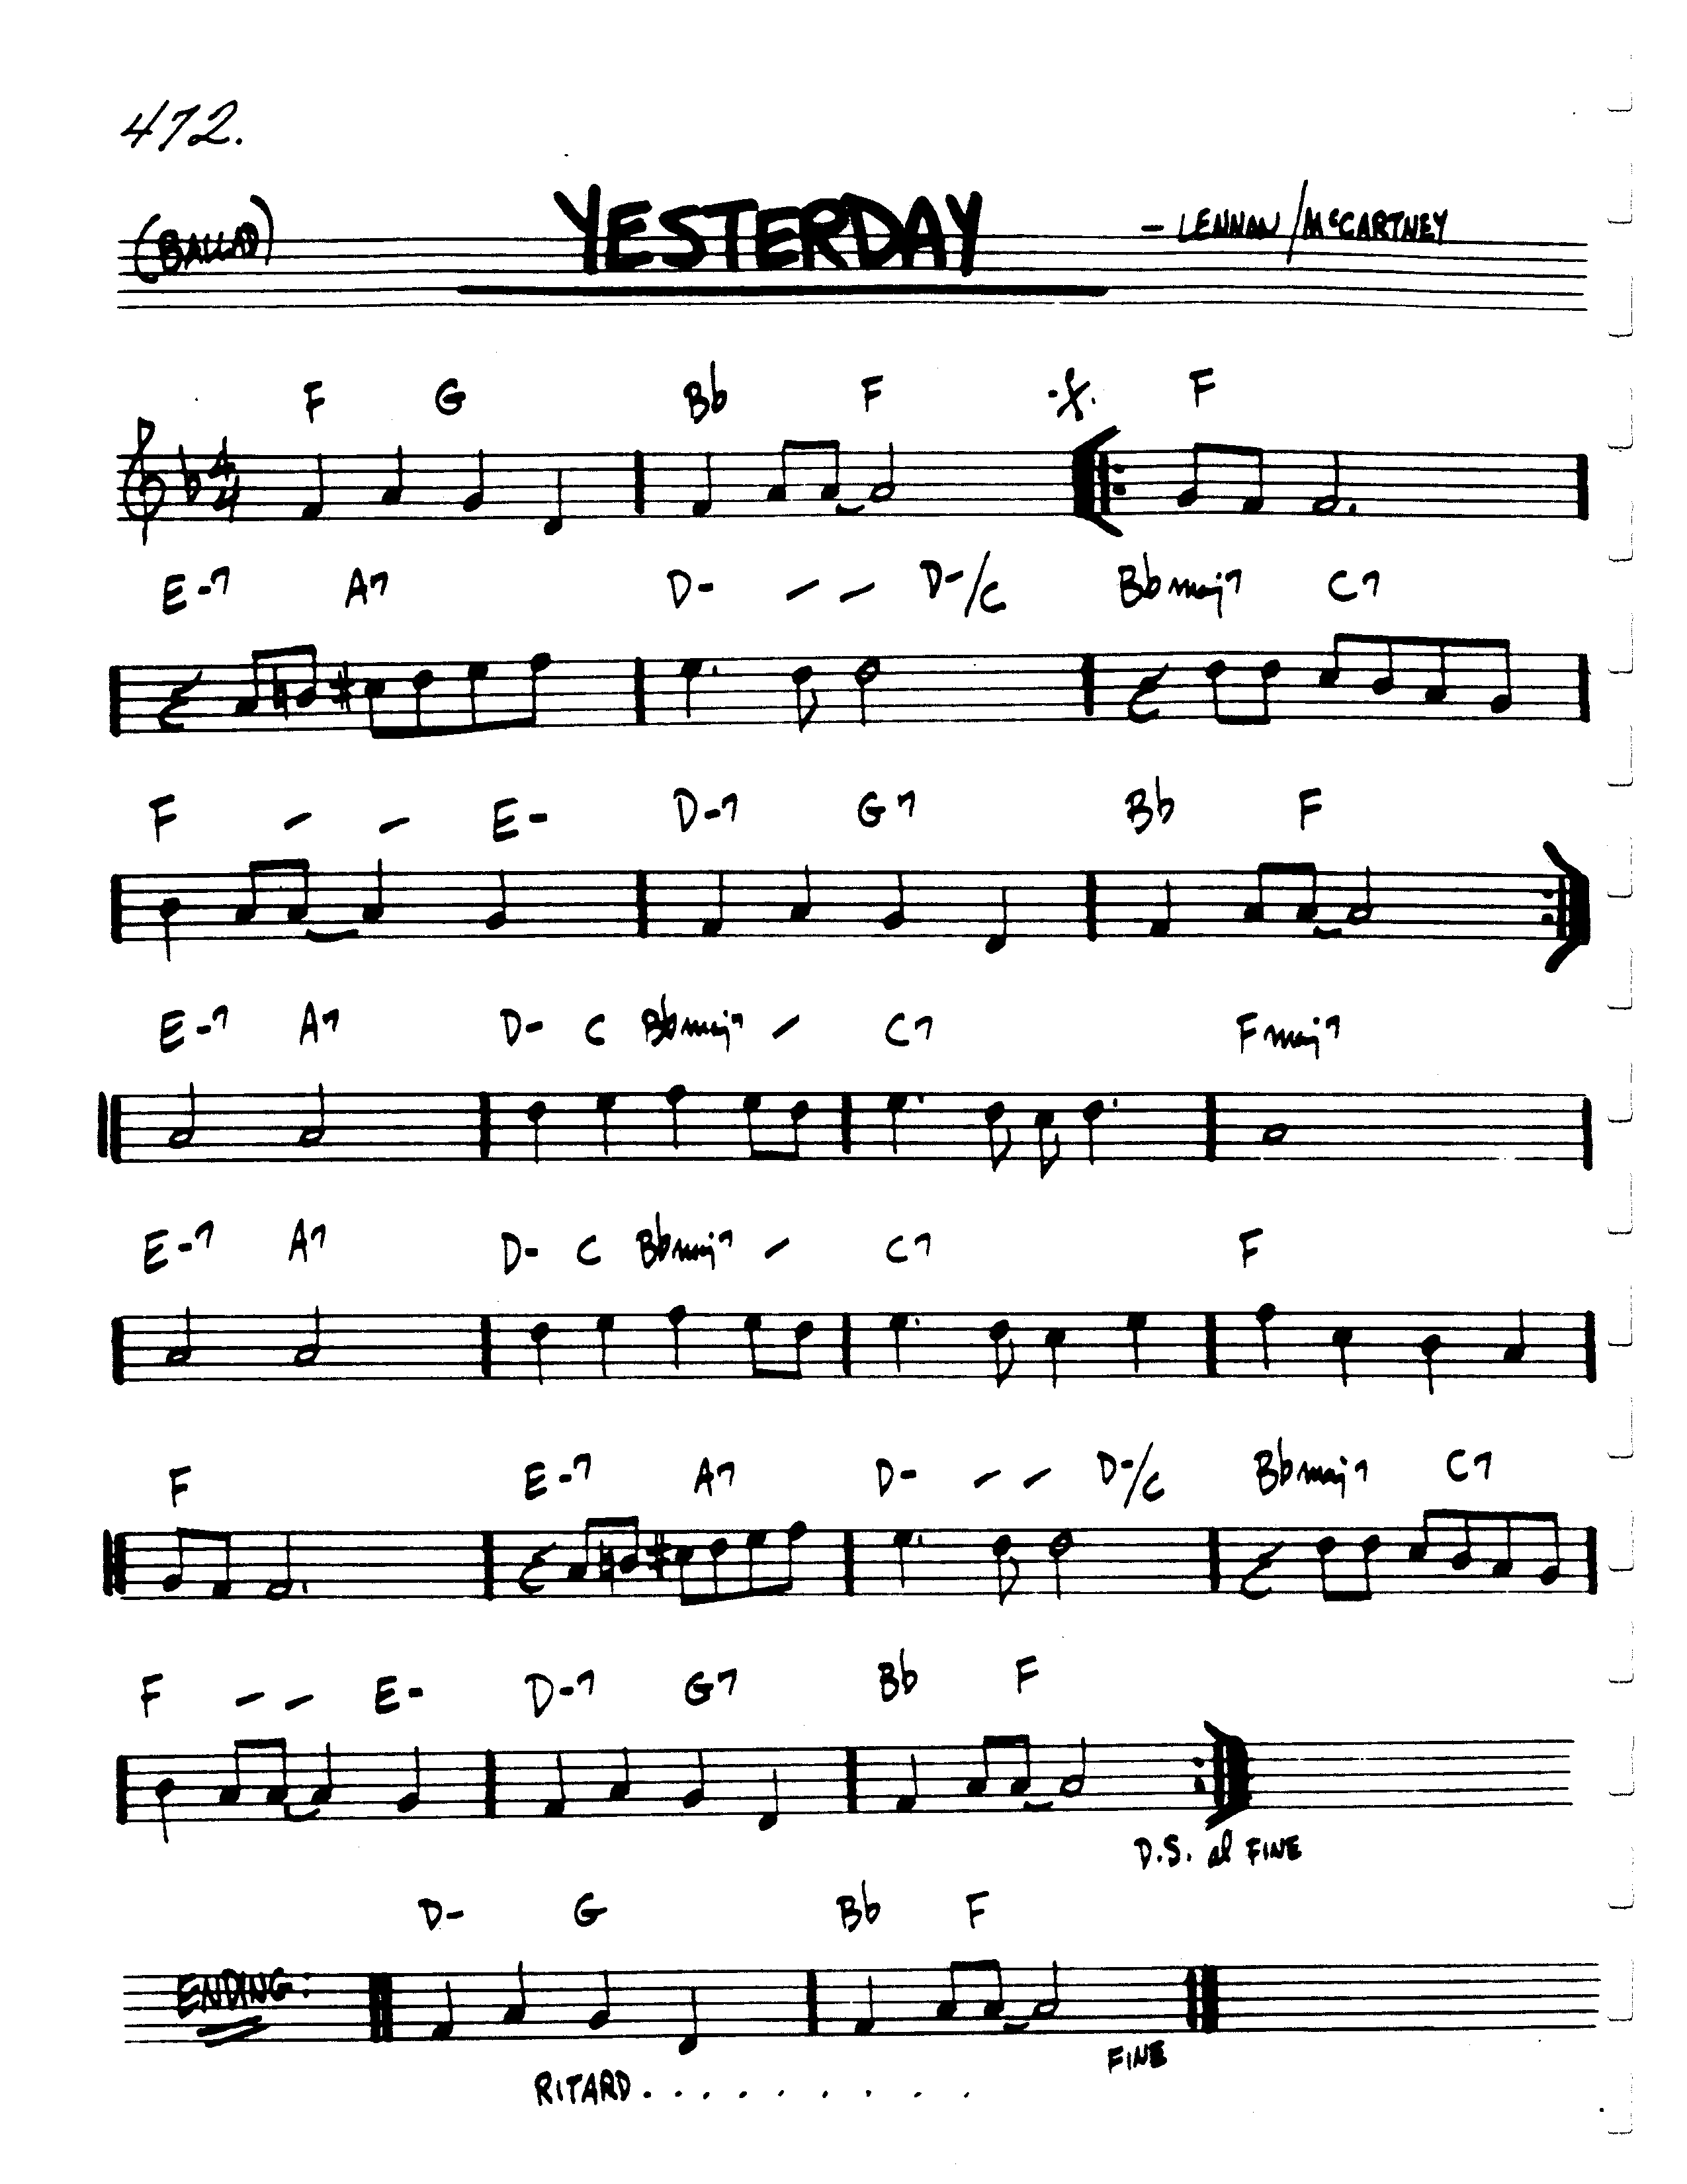 472.
(BALLAD) YESTERDAY – LENNON/McCARTNEY
F G Bb F F
4/4
E-7 A7 D- – – D-/C Bbmaj7 C7
F – – E- D-7 G7 Bb F
E-7 A7 D- C Bbmaj7 – C7 Fmaj7
E-7 A7 D- C Bbmaj7 – C7 F
F E-7 A7 D- – – D-/C Bbmaj7 C7
F – – E- D-7 G7 Bb F
D.S. al FINE
D- G Bb F
ENDING:
FINE
RITARD. . . . . . . . .